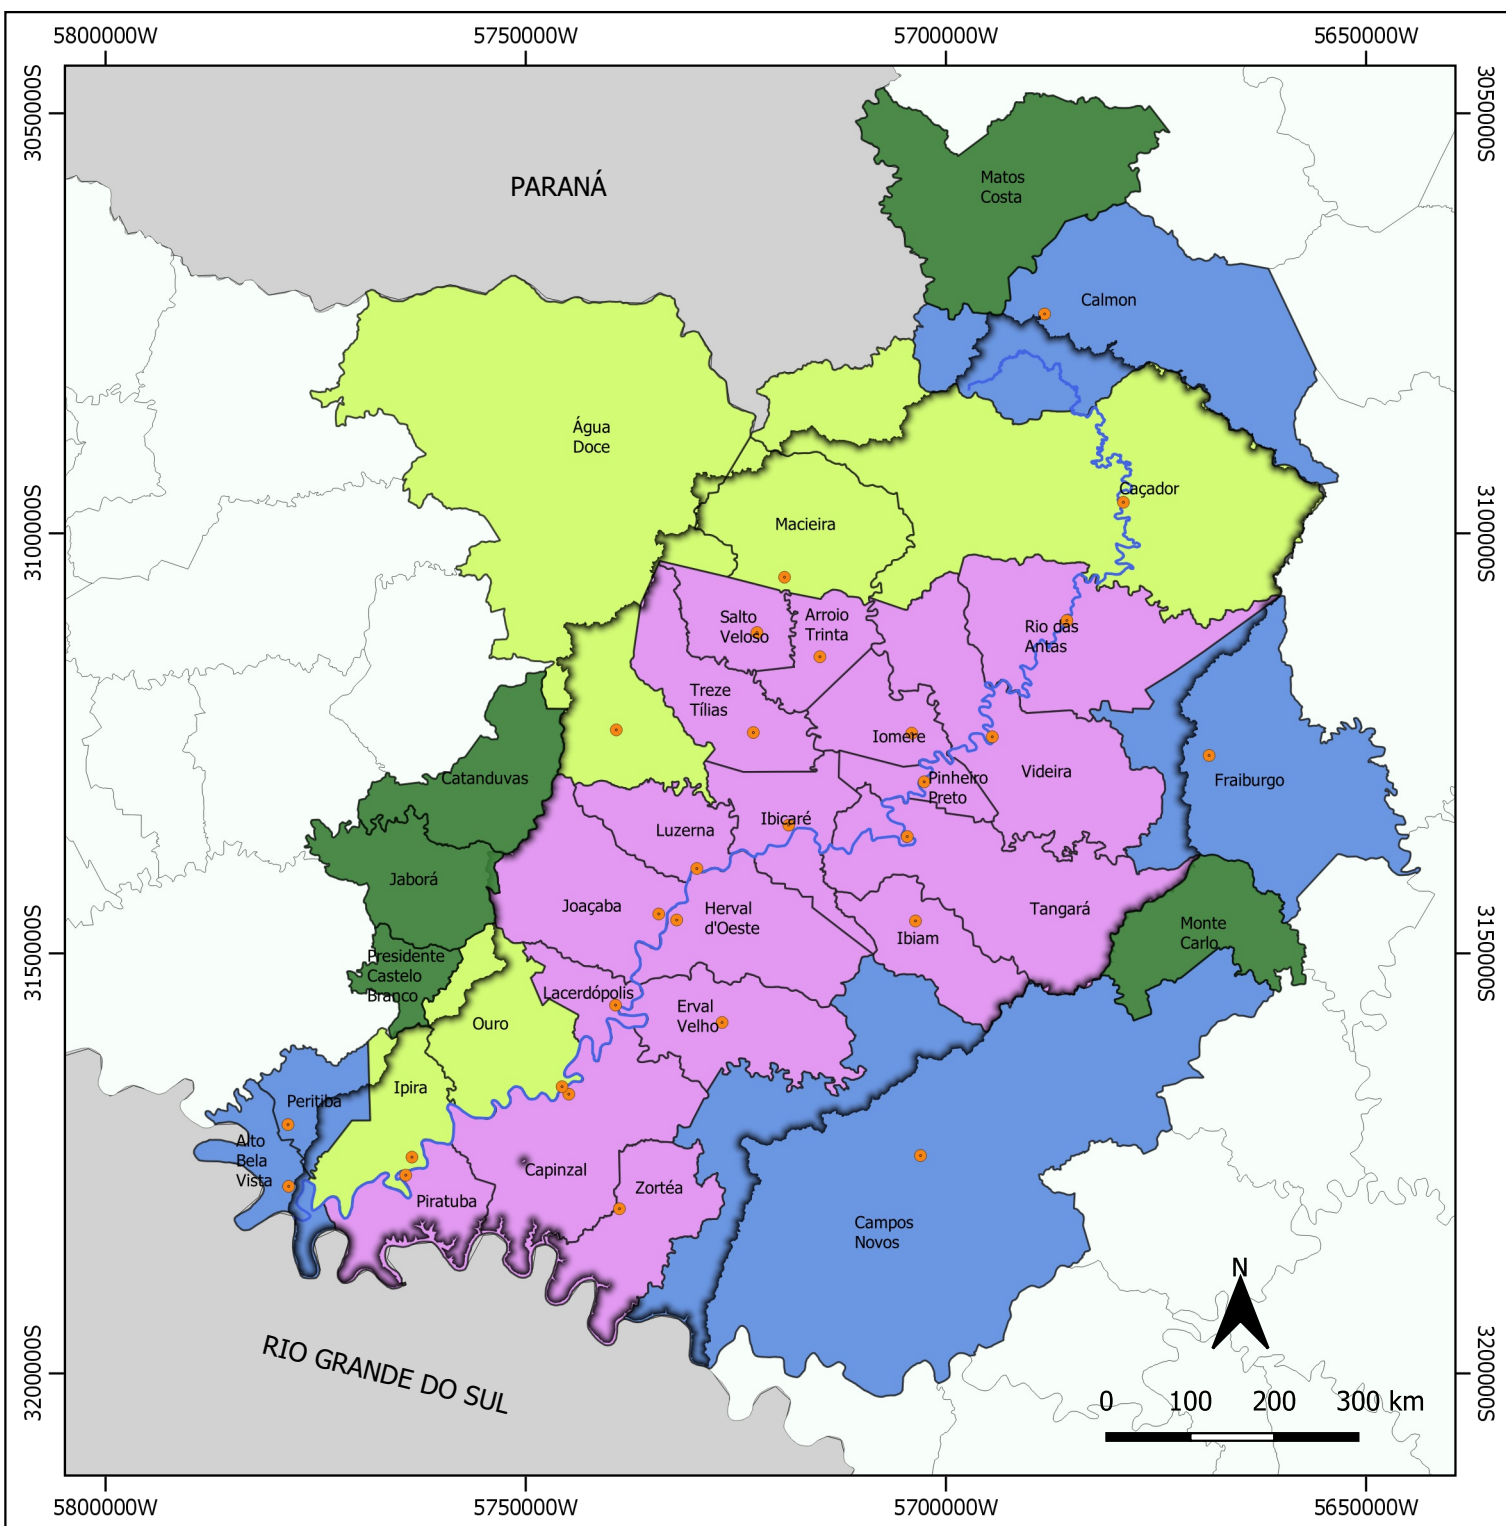 5800000W
5750000W
5700000W
5650000W
3050000S
3050000S
PARANÁ
Matos
Costa
Calmon
Água
Doce
Caçador
Macieira
3100000S
3100000S
Salto
Veloso
Arroio
Trinta
Rio das
Antas
Treze
Tílias
Iomerê
Videira
Pinheiro
Preto
Fraiburgo
Catanduvas
Ibicaré
Luzerna
Jaborá
Joaçaba
Herval
d'Oeste
Tangará
Ibiam
Monte
Carlo
3150000S
3150000S
Presidente
Castelo
Branco
Lacerdópolis
Erval
Velho
Ouro
Ipira
Peritiba
Alto
Bela
Vista
Capinzal
Zortéa
Piratuba
Campos
Novos
N
RIO GRANDE DO SUL
3200000S
3200000S
0 100 200 300 km
5800000W
5750000W
5700000W
5650000W